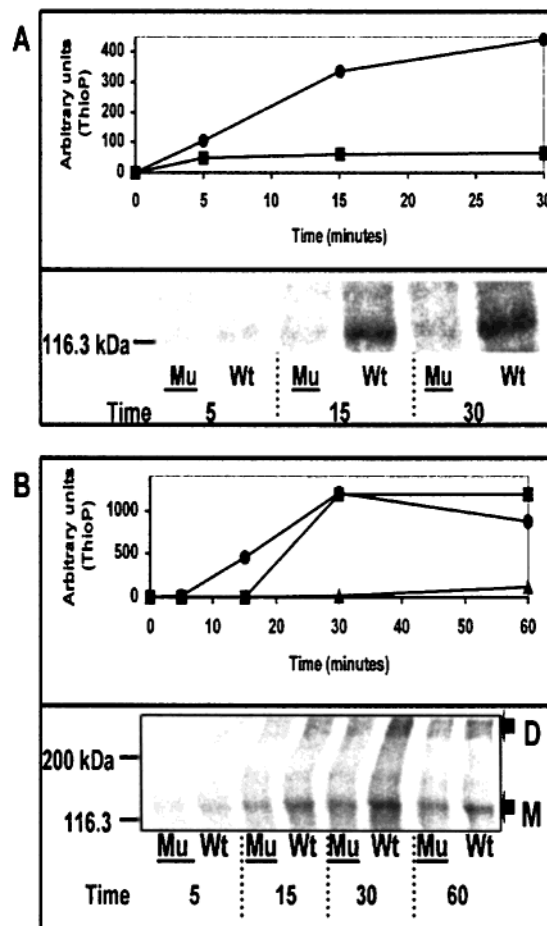 A
Arbitrary units
(ThioP)
400
300
200
100
0
0 5 10 15 20 25 30
Time (minutes)
116.3 kDa
Mu Wt Mu Wt Mu Wt
Time 5 15 30
B
Arbitrary units
(ThioP)
1000
500
0
0 10 20 30 40 50 60
Time (minutes)
D
200 kDa
M
116.3
Mu Wt Mu Wt Mu Wt Mu Wt
Time 5 15 30 60